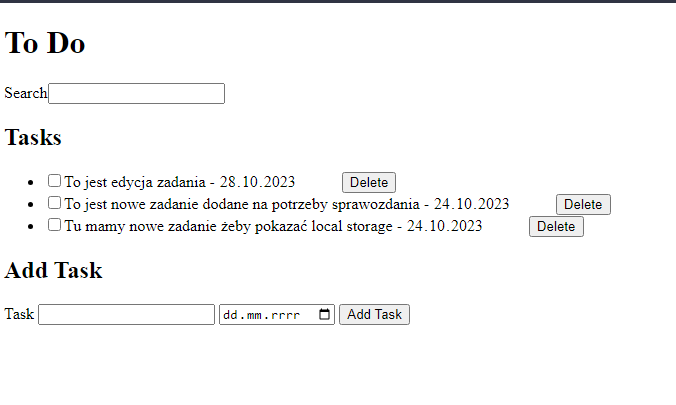 To Do
Search
Tasks
To jest edycja zadania - 28.10.2023 Delete
To jest nowe zadanie dodane na potrzeby sprawozdania - 24.10.2023 Delete
Tu mamy nowe zadanie żeby pokazać local storage - 24.10.2023 Delete
Add Task
Task dd.mm.rrrr Add Task